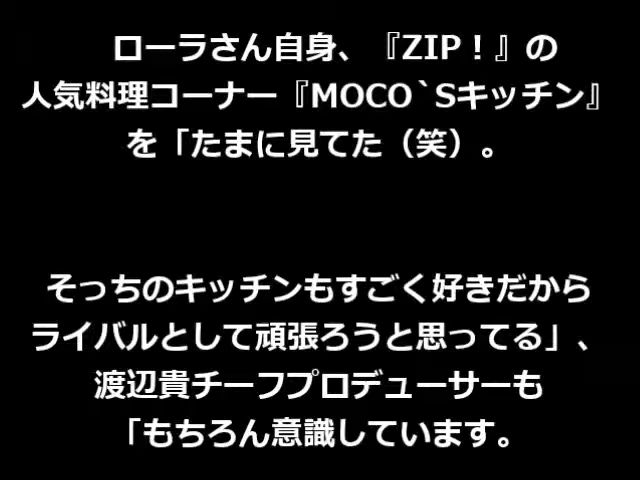 ローラさん自身、『ZIP！』の
人気料理コーナー『MOCO`Sキッチン』
を「たまに見てた（笑）。
そっちのキッチンもすごく好きだから
ライバルとして頑張ろうと思ってる」、
渡辺貴チーフプロデューサーも
「もちろん意識しています。